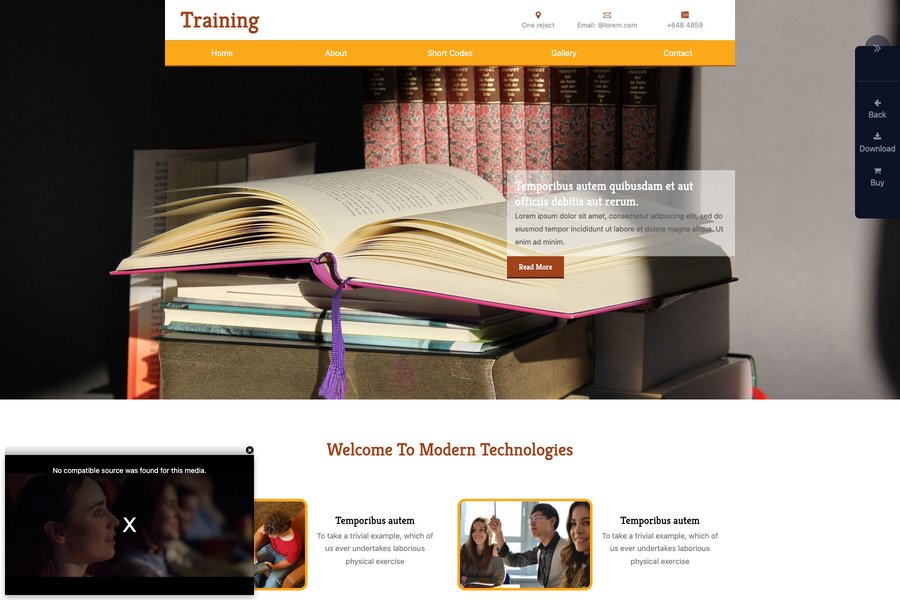 Training
One reject
Email: @lorem.com
+648 4859
Home
About
Short Codes
Gallery
Contact
Back
Download
Buy
Temporibus autem quibusdam et aut
officiis debitis aut rerum.
Lorem ipsum dolor sit amet, consectetur adipiscing elit, sed do
eiusmod tempor incididunt ut labore et dolore magna aliqua. Ut
enim ad minim.
Read More
Welcome To Modern Technologies
No compatible source was found for this media.
X
Temporibus autem
To take a trivial example, which of
us ever undertakes laborious
physical exercise
Temporibus autem
To take a trivial example, which of
us ever undertakes laborious
physical exercise